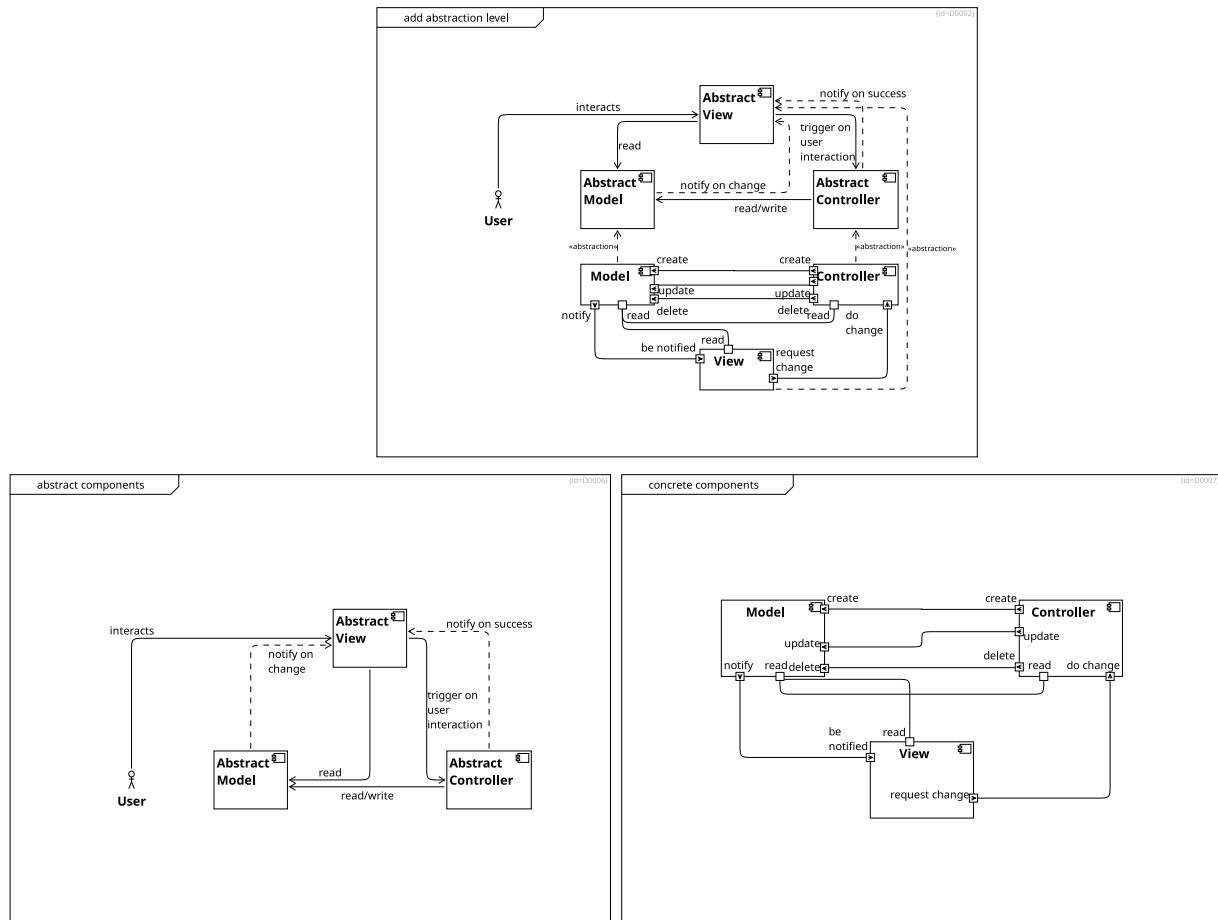 add abstraction level
{id=D0002}
Abstract
View
notify on success
interacts
trigger on
user
interaction
read
Abstract
Model
notify on change
Abstract
Controller
read/write
User
«abstraction»
«abstraction»
«abstraction»
create
create
Model
Controller
update
update
delete
delete
notify
read
read
do
change
be notified
read
request
change
View
abstract components
{id=D0006}
Abstract
View
notify on success
interacts
notify on
change
trigger on
user
interaction
Abstract
Model
Abstract
Controller
read
read/write
User
concrete components
{id=D0007}
create
create
Model
Controller
update
update
delete
delete
notify
read
read
do change
be
notified
read
View
request change